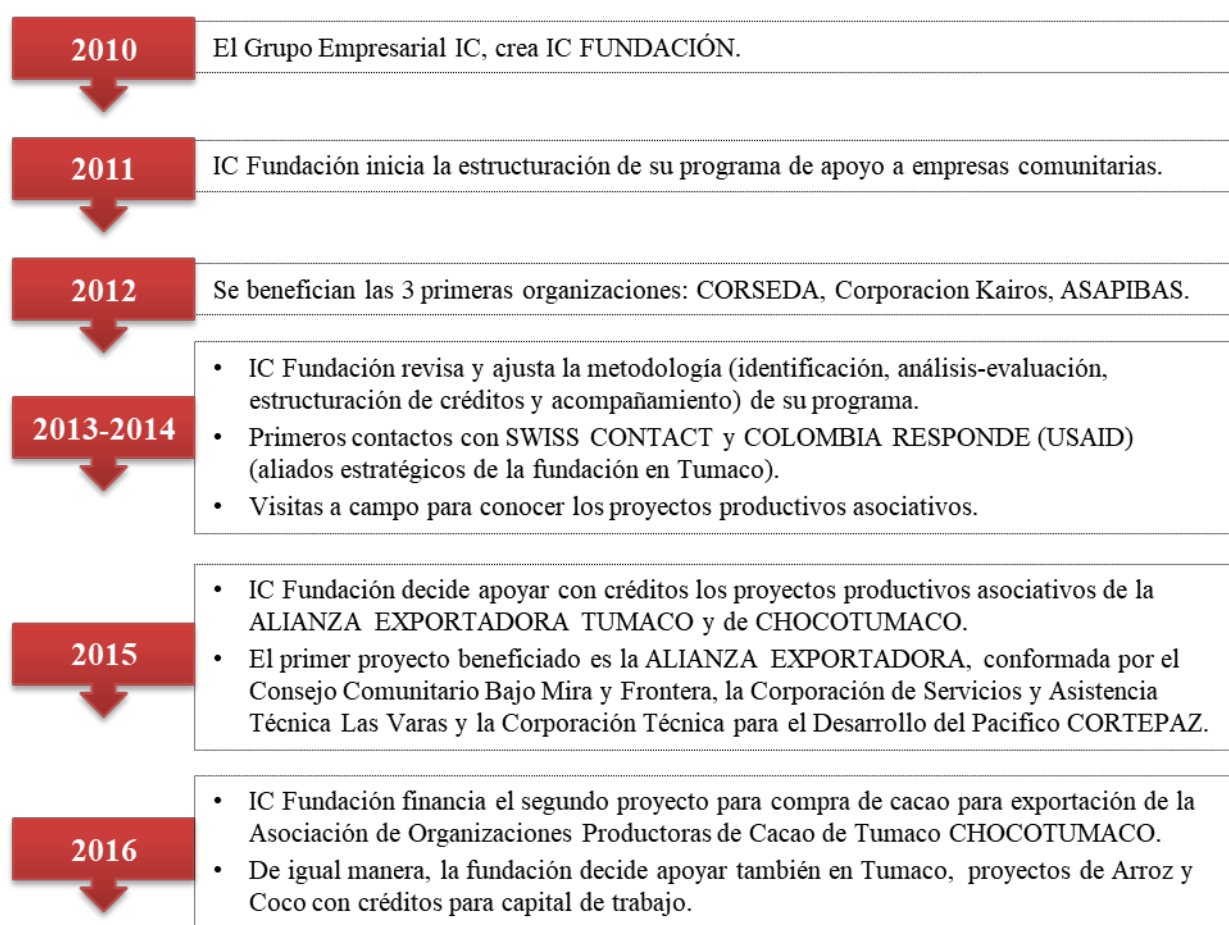 2010
El Grupo Empresarial IC, crea IC FUNDACIÓN.
2011
IC Fundación inicia la estructuración de su programa de apoyo a empresas comunitarias.
2012
Se benefician las 3 primeras organizaciones: CORSEDA, Corporacion Kairos, ASAPIBAS.
2013-2014
• IC Fundación revisa y ajusta la metodología (identificación, análisis-evaluación,
estructuración de créditos y acompañamiento) de su programa.
• Primeros contactos con SWISS CONTACT y COLOMBIA RESPONDE (USAID)
(aliados estratégicos de la fundación en Tumaco).
• Visitas a campo para conocer los proyectos productivos asociativos.
2015
• IC Fundación decide apoyar con créditos los proyectos productivos asociativos de la
ALIANZA EXPORTADORA TUMACO y de CHOCOTUMACO.
• El primer proyecto beneficiado es la ALIANZA EXPORTADORA, conformada por el
Consejo Comunitario Bajo Mira y Frontera, la Corporación de Servicios y Asistencia
Técnica Las Varas y la Corporación Técnica para el Desarrollo del Pacifico CORTEPAZ.
2016
• IC Fundación financia el segundo proyecto para compra de cacao para exportación de la
Asociación de Organizaciones Productoras de Cacao de Tumaco CHOCOTUMACO.
• De igual manera, la fundación decide apoyar también en Tumaco, proyectos de Arroz y
Coco con créditos para capital de trabajo.